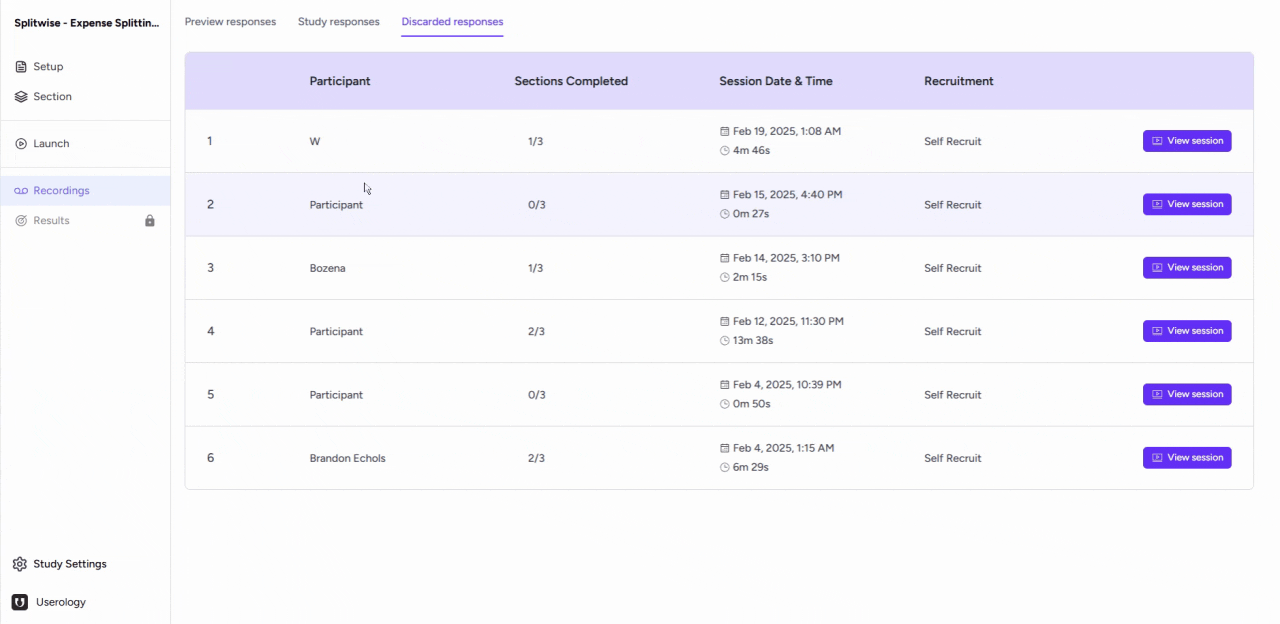 Splitwise - Expense Splittin...
Setup
Section
Launch
Recordings
Results
Study Settings
Userology
Preview responses Study responses Discarded responses
Participant Sections Completed Session Date & Time Recruitment
1 W 1/3 Feb 19, 2025, 1:08 AM Self Recruit View session
4m 46s
2 Participant 0/3 Feb 15, 2025, 4:40 PM Self Recruit View session
0m 27s
3 Bozena 1/3 Feb 14, 2025, 3:10 PM Self Recruit View session
2m 15s
4 Participant 2/3 Feb 12, 2025, 11:30 PM Self Recruit View session
13m 38s
5 Participant 0/3 Feb 4, 2025, 10:39 PM Self Recruit View session
0m 50s
6 Brandon Echols 2/3 Feb 4, 2025, 1:15 AM Self Recruit View session
6m 29s